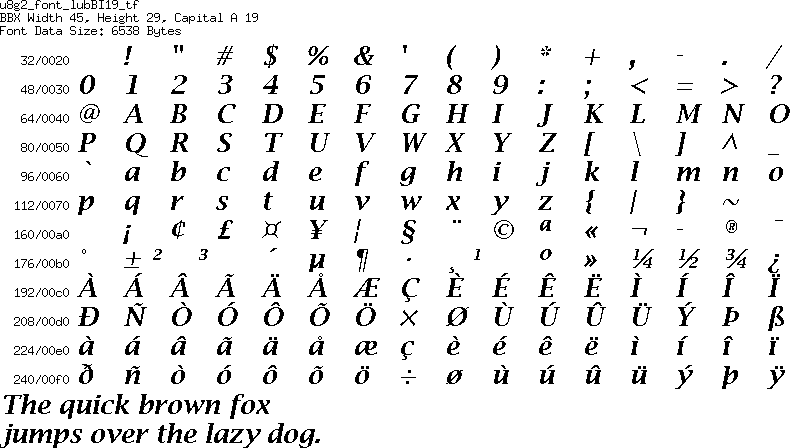 u8g2_font_lubBI19_tf
BBX Width 45, Height 29, Capital A 19
Font Data Size: 6538 Bytes
32/0020 ! " # $ % & ' ( ) * + , - . /
48/0030 0 1 2 3 4 5 6 7 8 9 : ; < = > ?
64/0040 @ A B C D E F G H I J K L M N O
80/0050 P Q R S T U V W X Y Z [ \ ] ^ _
96/0060 ` a b c d e f g h i j k l m n o
112/0070 p q r s t u v w x y z { | } ~
160/00a0 ¡ ¢ £ ¤ ¥ ¦ § ¨ © ª « ¬ - ® ¯
176/00b0 ° ± ² ³ ´ µ ¶ · ¸ ¹ º » ¼ ½ ¾ ¿
192/00c0 À Á Â Ã Ä Å Æ Ç È É Ê Ë Ì Í Î Ï
208/00d0 Ð Ñ Ò Ó Ô Õ Ö × Ø Ù Ú Û Ü Ý Þ ß
224/00e0 à á â ã ä å æ ç è é ê ë ì í î ï
240/00f0 ð ñ ò ó ô õ ö ÷ ø ù ú û ü ý þ ÿ
The quick brown fox
jumps over the lazy dog.